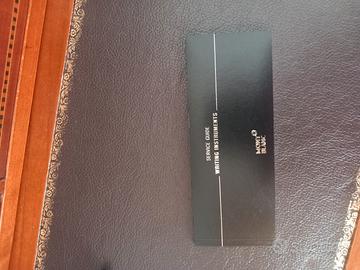 SERVICE GUIDE
WRITING INSTRUMENTS
MONT
BLANC